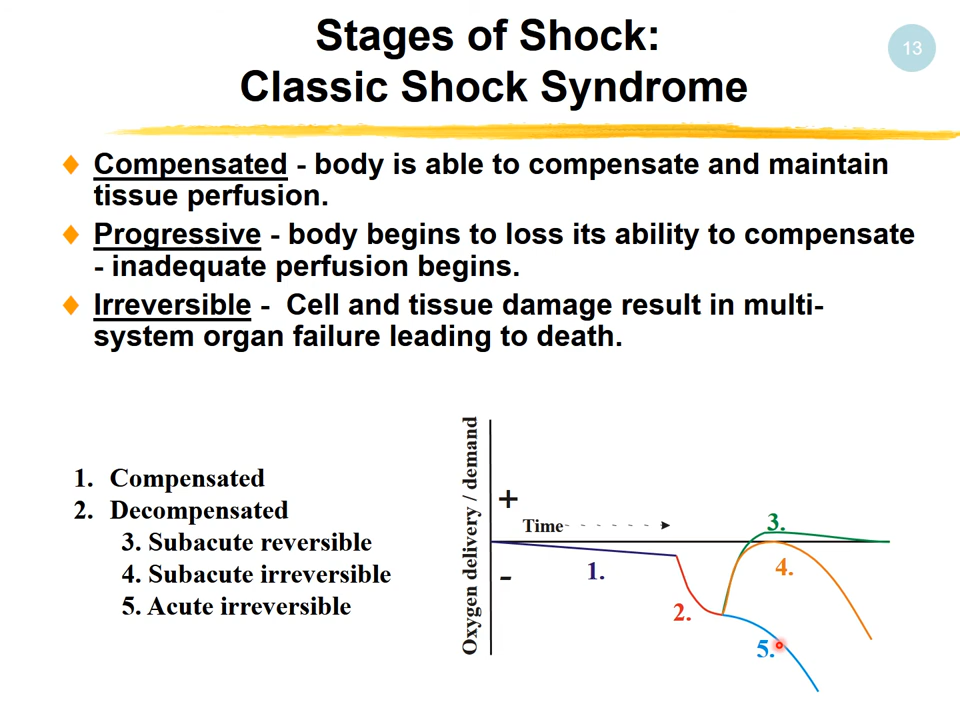 Stages of Shock:
Classic Shock Syndrome
13
Compensated - body is able to compensate and maintain
tissue perfusion.
Progressive - body begins to loss its ability to compensate
- inadequate perfusion begins.
Irreversible - Cell and tissue damage result in multi-
system organ failure leading to death.
1. Compensated
2. Decompensated
3. Subacute reversible
4. Subacute irreversible
5. Acute irreversible
Oxygen delivery / demand
+
Time
-
1.
2.
3.
4.
5.